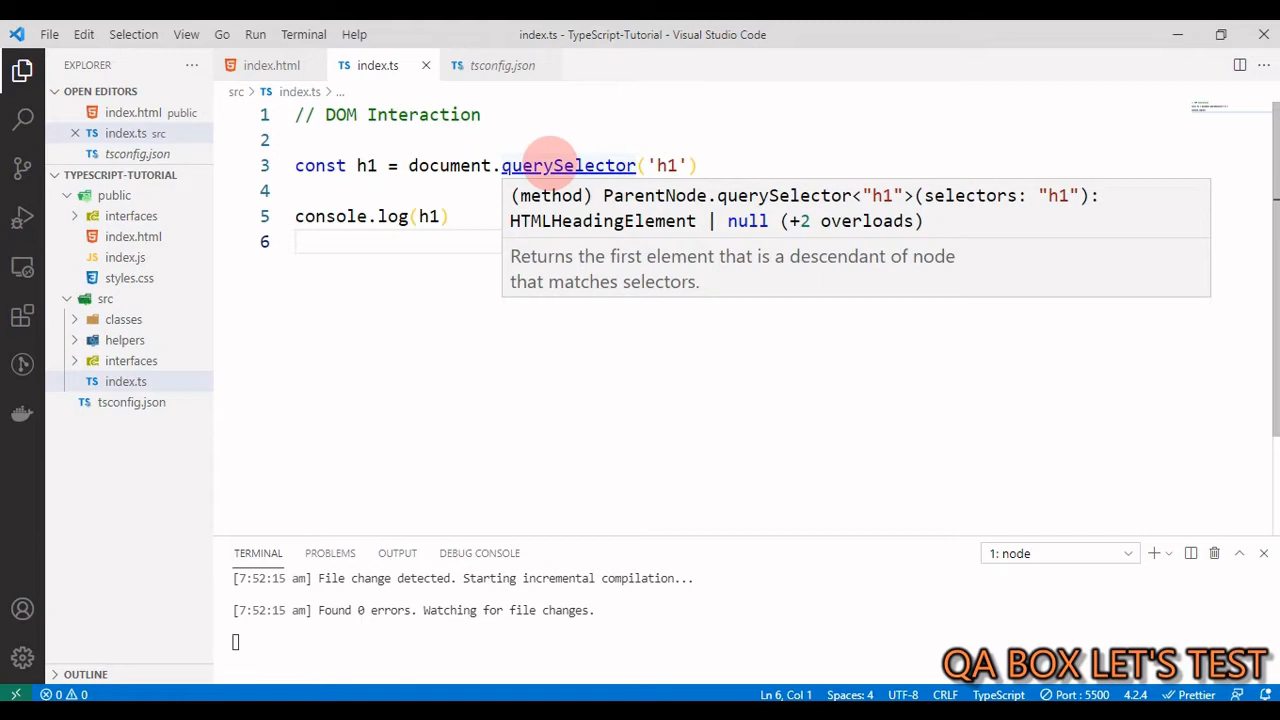 File Edit Selection View Go Run Terminal Help
index.ts - TypeScript-Tutorial - Visual Studio Code
EXPLORER
OPEN EDITORS
index.html public
index.ts src
tsconfig.json
TYPESCRIPT-TUTORIAL
public
interfaces
index.html
index.js
styles.css
src
classes
helpers
interfaces
index.ts
tsconfig.json
OUTLINE
index.html
index.ts
tsconfig.json
src > TS index.ts > ...
1 // DOM Interaction
2
3 const h1 = document.querySelector('h1')
4
5 console.log(h1)
6
(method) ParentNode.querySelector<"h1">(selectors: "h1"):
HTMLHeadingElement | null (+2 overloads)
Returns the first element that is a descendant of node
that matches selectors.
TERMINAL PROBLEMS OUTPUT DEBUG CONSOLE
1: node
[7:52:15 am] File change detected. Starting incremental compilation...
[7:52:15 am] Found 0 errors. Watching for file changes.
QA BOX LET'S TEST
0 0
Ln 6, Col 1 Spaces: 4 UTF-8 CRLF TypeScript Port : 5500 4.2.4 Prettier